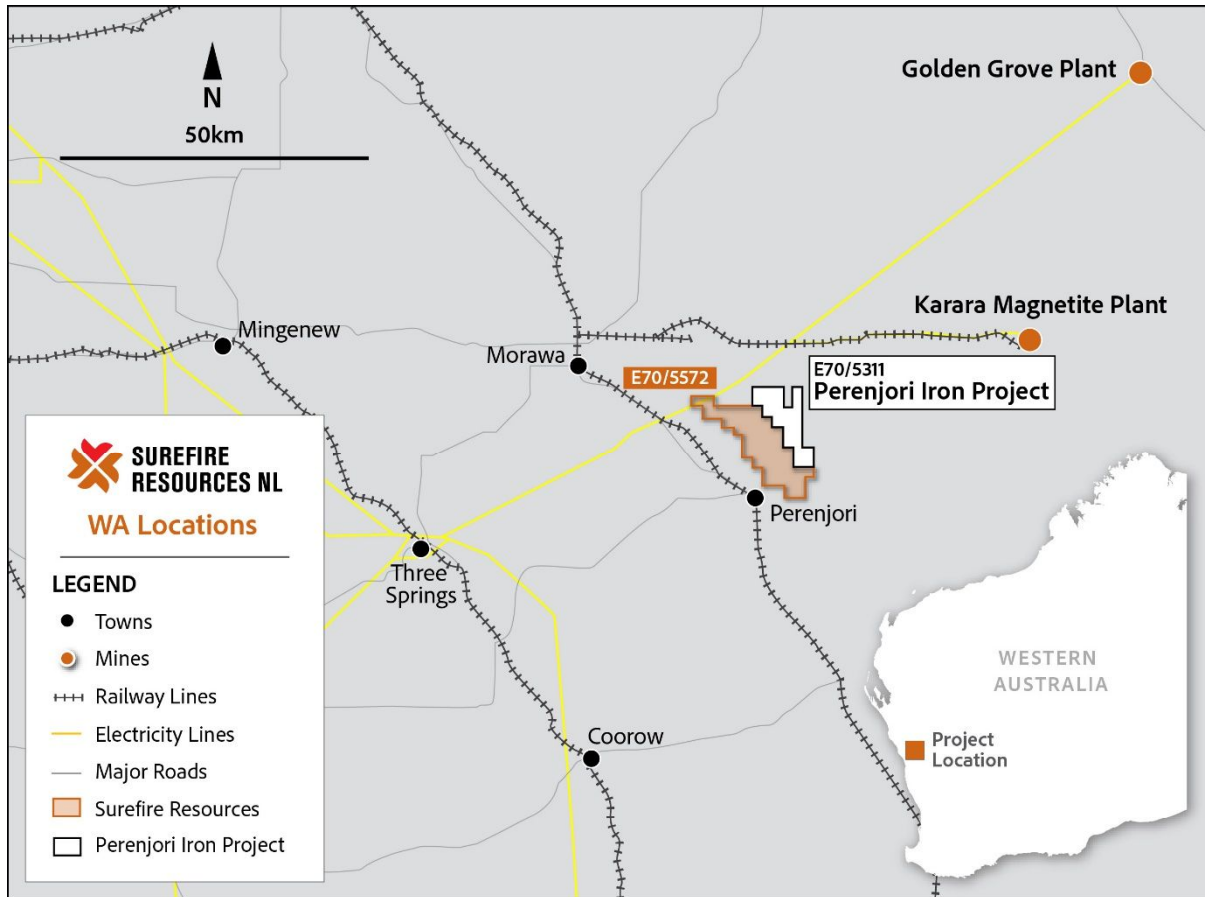 Golden Grove Plant
N
50km
Karara Magnetite Plant
Mingenew
Morawa
E70/5572
E70/5311
Perenjori Iron Project
Perenjori
Three
Springs
Coorow
SUREFIRE
RESOURCES NL
WA Locations
LEGEND
Towns
Mines
Railway Lines
Electricity Lines
Major Roads
Surefire Resources
Perenjori Iron Project
WESTERN
AUSTRALIA
Project
Location